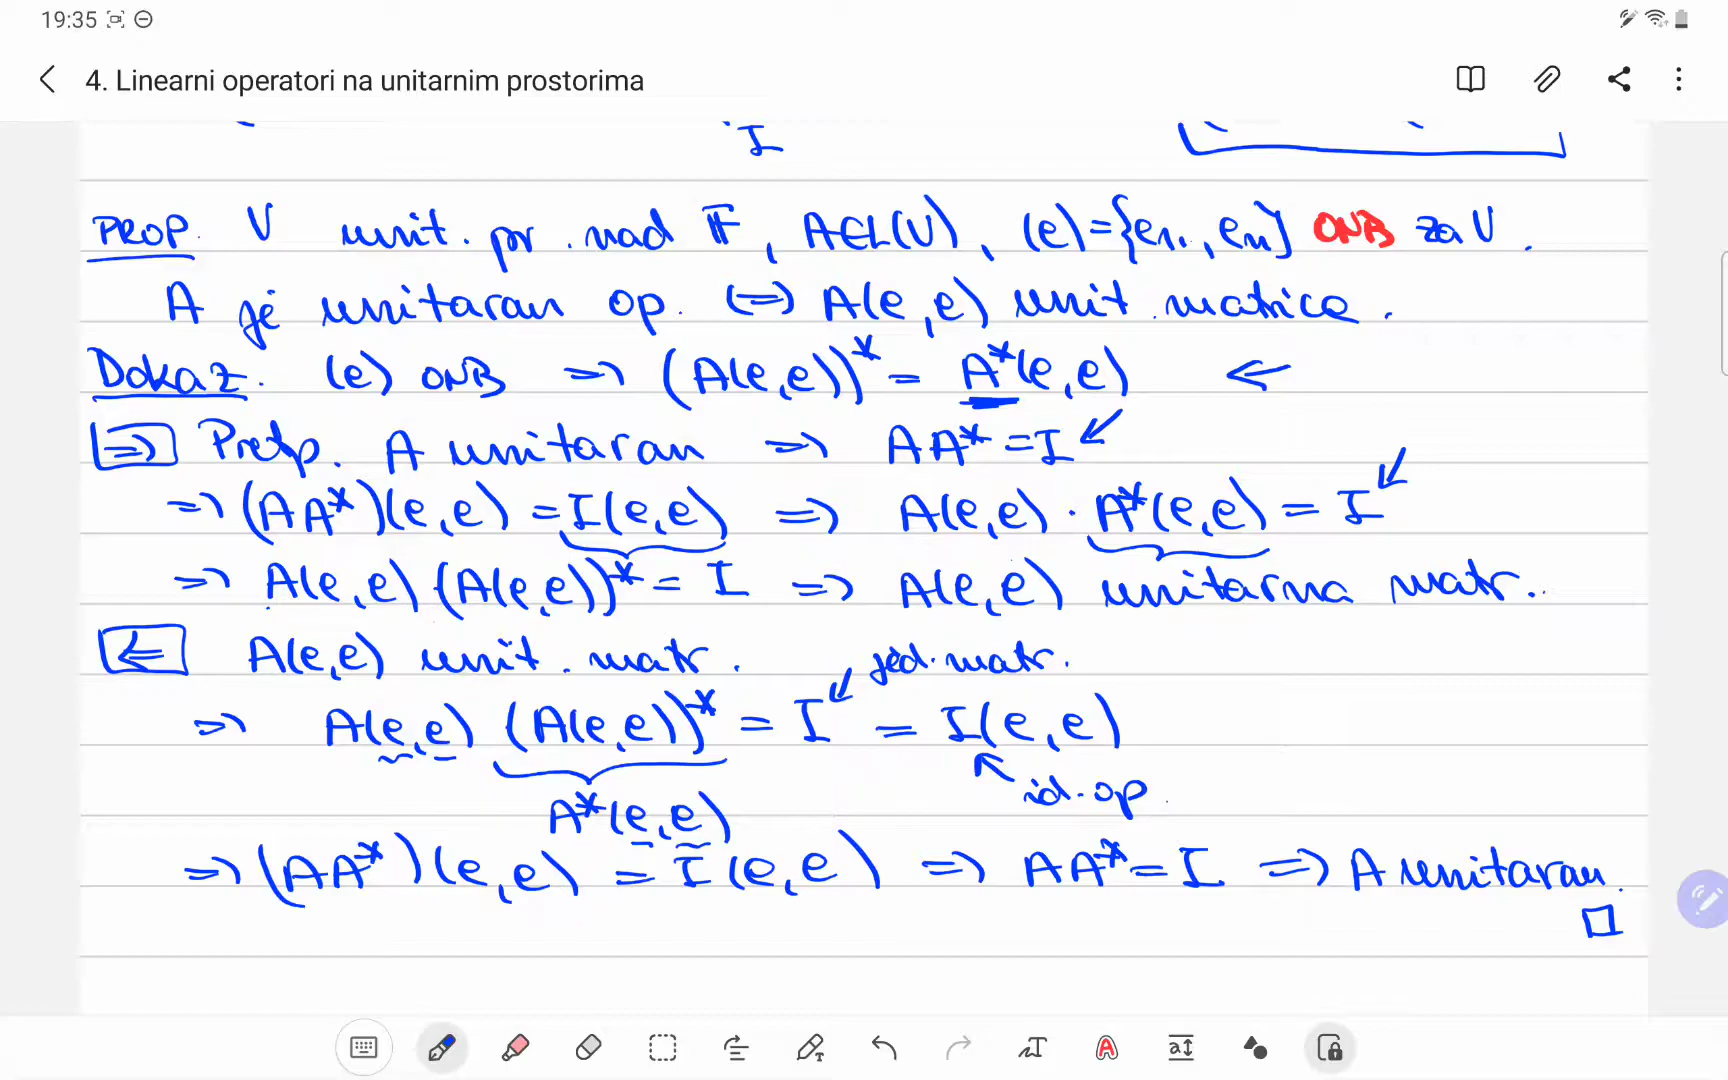 19:35
4. Linearni operatori na unitarnim prostorima
I
PROP. V unit. pr. nad F, A∈L(V), (e)={e1,.,en} ONB za V.
A je unitaran op. (=) A(e,e) unit. matrica.
Dokaz. (e) ONB => (A(e,e))* = A*(e,e) ←
=> Pretp. A unitaran => AA* = I
=> (AA*)(e,e) = I(e,e) => A(e,e) · A*(e,e) = I
=> A(e,e) (A(e,e))* = I => A(e,e) unitarna matr..
<= A(e,e) unit. matr. jed. matr.
=> A(e,e) (A(e,e))* = I = I(e,e)
id. op.
A*(e,e)
=> (AA*)(e,e) = I(e,e) => AA* = I => A unitaran.